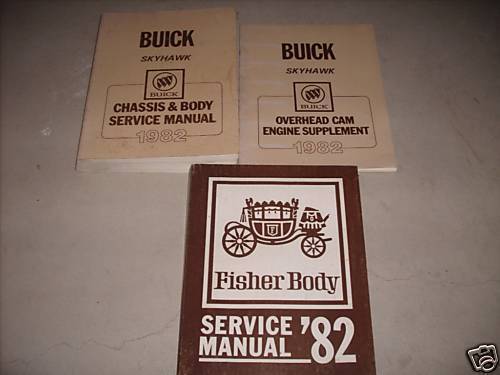 BUICK
SKYHAWK
BUICK
CHASSIS & BODY
SERVICE MANUAL
1982
BUICK
SKYHAWK
BUICK
OVERHEAD CAM
ENGINE SUPPLEMENT
1982
Fisher Body
SERVICE
MANUAL '82